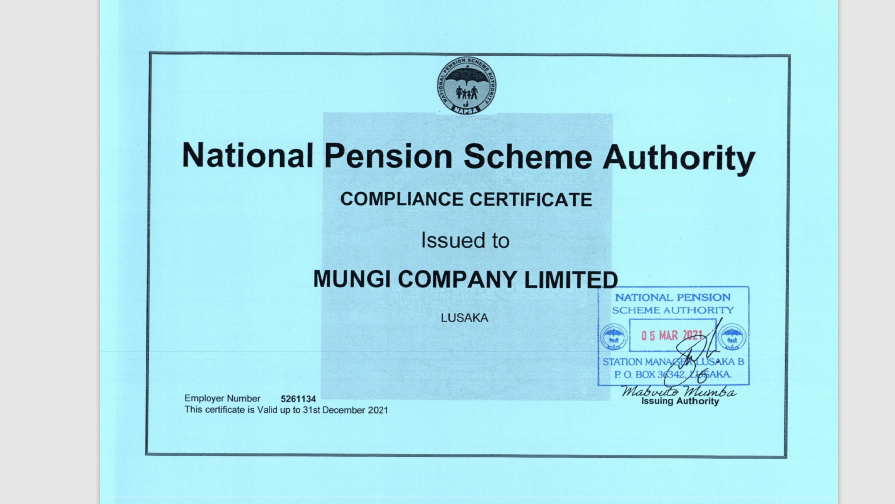 NATIONAL PENSION SCHEME AUTHORITY
NAPSA
National Pension Scheme Authority
COMPLIANCE CERTIFICATE
Issued to
MUNGI COMPANY LIMITED
LUSAKA
NATIONAL PENSION
SCHEME AUTHORITY
05 MAR 2021
STATION MANAGER LUSAKA B
P. O. BOX 36342, LUSAKA.
Mabvuto Mumba
Issuing Authority
Employer Number 5261134
This certificate is Valid up to 31st December 2021